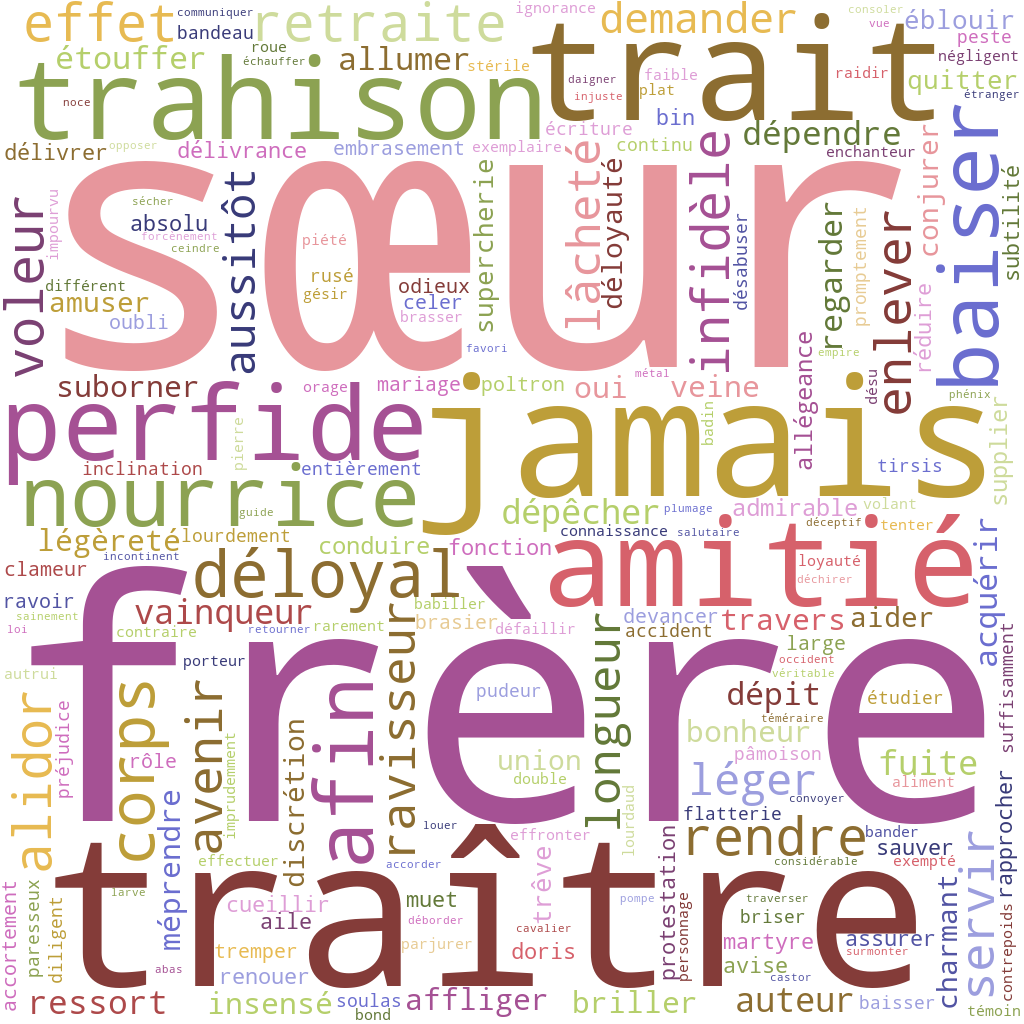 communiquer
ignorance
consoler
effet
retraite
demander
trait
vue
éblouir
bandeau
peste
roue
étouffer
échauffer
allumer
stérile
négligent
trahison
daigner
faible
raidir
quitter
noce
injuste
plat
étranger
bin
écriture
dépendre
baiser
délivrer
opposer
délivrance
embrasement
exemplaire
continu
enchanteur
conjurer
subtilité
sœur
voleur
impourvu
sécher
absolu
aussitôt
forcènement
ceindre
piété
supercherie
lâcheté
déloyauté
infidèle
désabuser
regarder
promptement
enlever
différent
amuser
oubli
rusé
gésir
odieux
celer
brasser
réduire
favori
empire
suborner
orage
mariage
poltron
oui
métal
veine
allégeance
désu
phénix
perfide
jamais
badin
supplier
pierre
inclination
entièrement
tirsis
nourrice
guide
dépêcher
plumage
admirable
volant
légèreté
lourdement
conduire
fonction
connaissance
salutaire
déceptif
tenter
incontinent
amitié
acquérir
clameur
déloyal
loyauté
déchirer
ravoir
vainqueur
ravisseur
babiller
brasier
sainement
loi
contraire
retourner
rarement
défaillir
devancer
accident
travers
aider
large
suffisamment
frère
porteur
occident
véritable
autrui
alidor
préjudice
corps
avenir
afin
longueur
pudeur
dépit
étudier
téméraire
bonheur
rôle
imprudemment
discrétion
union
double
pâmoison
fuite
léger
aliment
convoyer
flatterie
rapprocher
méprendre
louer
effronter
lourdaud
rendre
bander
sauver
servir
effectuer
accorder
considérable
exempté
traître
accortement
paresseux
diligent
larve
cueillir
aile
muet
déborder
trêve
pompe
protestation
personnage
traverser
briser
charmant
contrepoids
cavalier
tremper
parjurer
doris
martyre
assurer
surmonter
abas
renouer
avise
castor
ressort
insensé
soulas
bond
affliger
briller
auteur
baisser
témoin